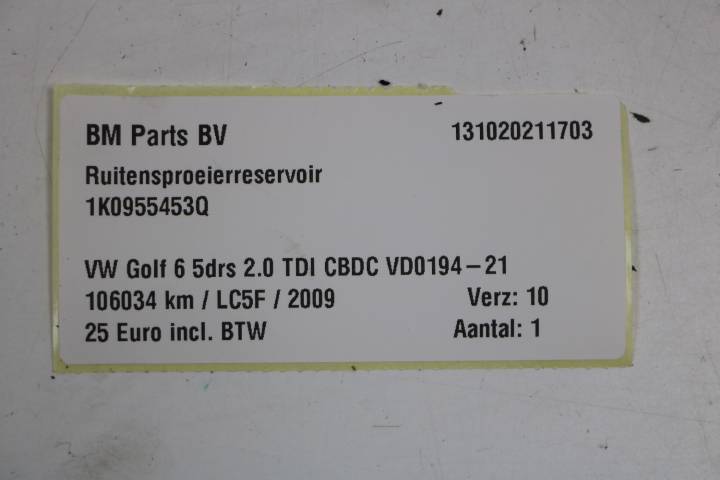 BM Parts BV 131020211703
Ruitensproeierreservoir
1K0955453Q
VW Golf 6 5drs 2.0 TDI CBDC VD0194-21
106034 km / LC5F / 2009 Verz: 10
25 Euro incl. BTW Aantal: 1